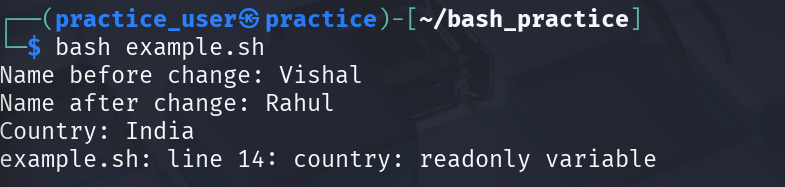 ┌──(practice_user㉿practice)-[~/bash_practice]
└─$ bash example.sh
Name before change: Vishal
Name after change: Rahul
Country: India
example.sh: line 14: country: readonly variable